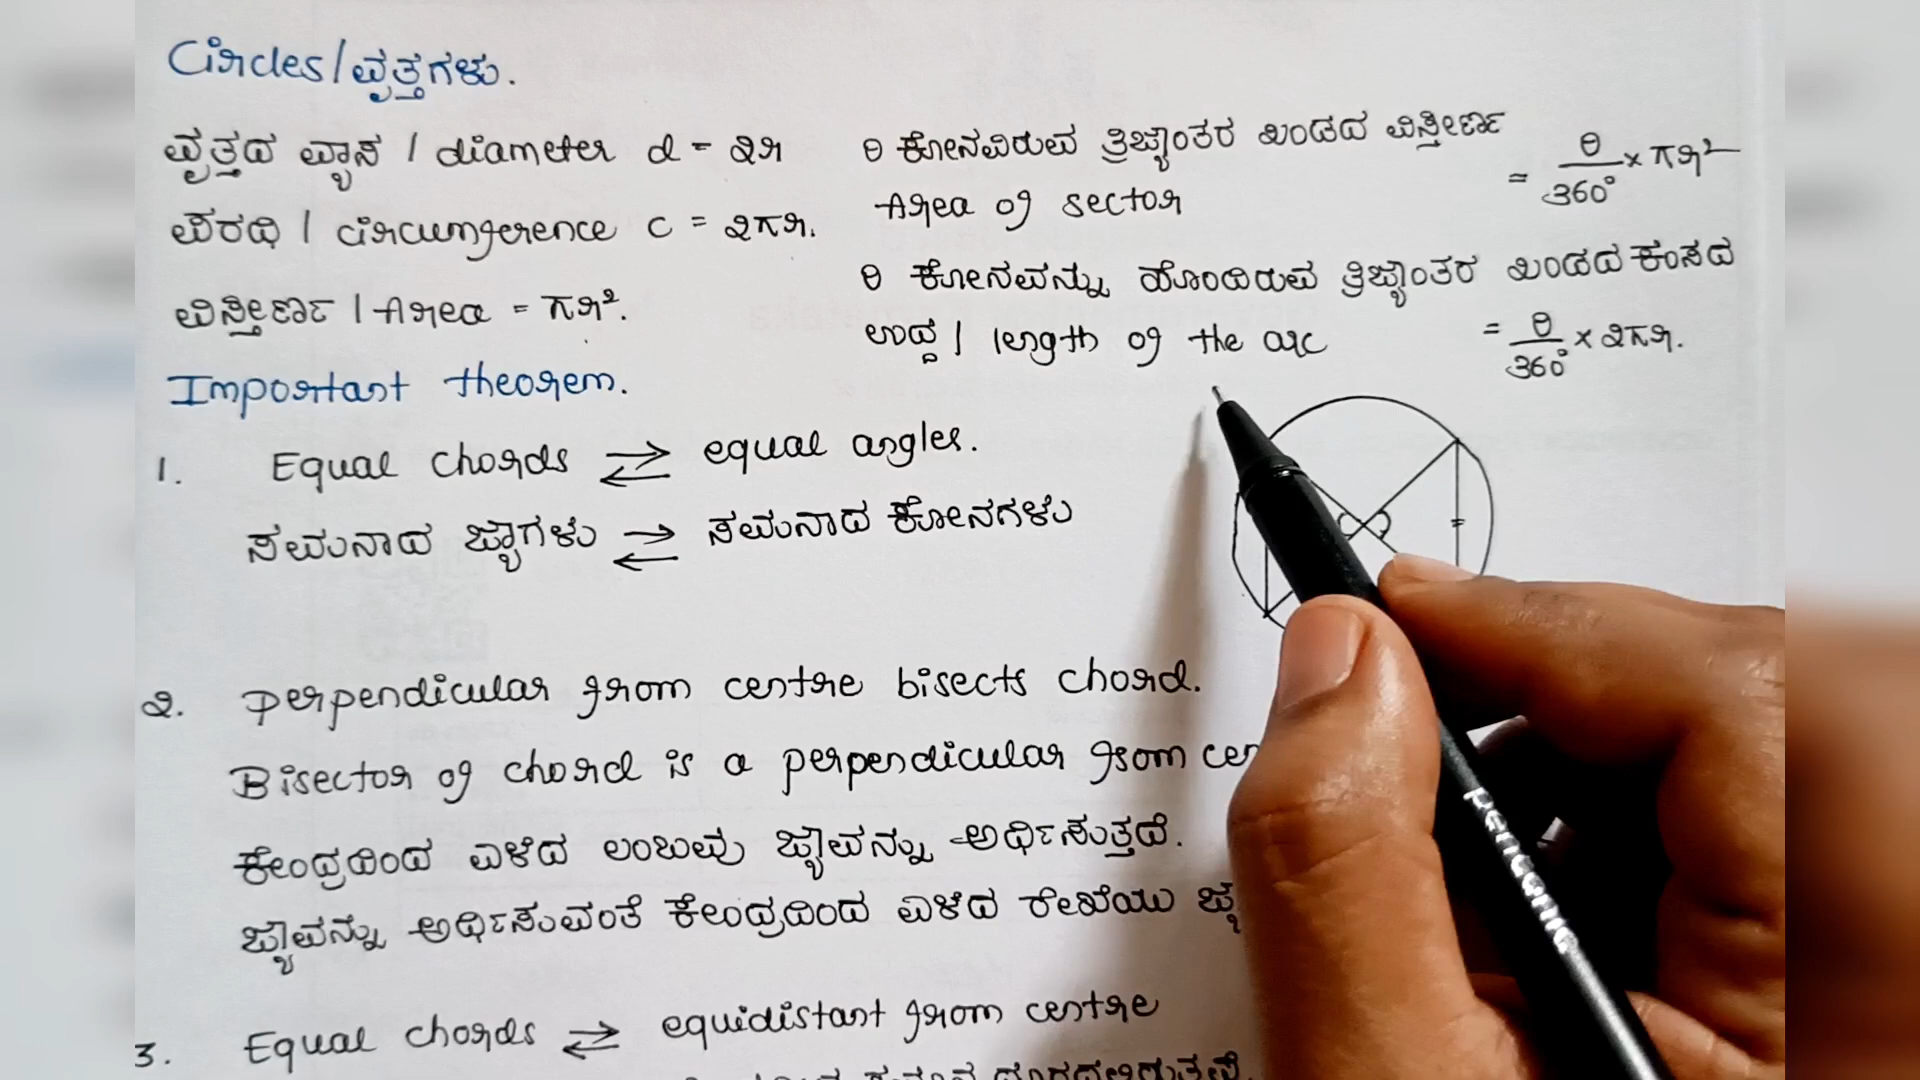 Circles/ವೃತ್ತಗಳು.
ವೃತ್ತದ ವ್ಯಾಸ / diameter d = 2r
ಪರಧಿ / circumference c = 2πr.
ವಿಸ್ತೀರ್ಣ / Area = πr².
θ ಕೋನವಿರುವ ತ್ರಿಜ್ಯಾಂತರ ಖಂಡದ ವಿಸ್ತೀರ್ಣ
Area of sector = θ/360° × πr²
θ ಕೋನವನ್ನು ಹೊಂದಿರುವ ತ್ರಿಜ್ಯಾಂತರ ಖಂಡದ ಕಂಸದ
ಉದ್ದ / length of the arc = θ/360° × 2πr.
Important theorem.
1. Equal chords ⇄ equal angles.
ಸಮನಾದ ಜ್ಯಾಗಳು ⇄ ಸಮನಾದ ಕೋನಗಳು
2. Perpendicular from centre bisects chord.
Bisector of chord is a perpendicular from
ಕೇಂದ್ರದಿಂದ ಎಳೆದ ಲಂಬವು ಜ್ಯಾವನ್ನು ಅರ್ಧಿಸುತ್ತದೆ.
ಜ್ಯಾವನ್ನು ಅರ್ಧಿಸುವಂತೆ ಕೇಂದ್ರದಿಂದ ಎಳೆದ ರೇಖೆಯು
3. Equal chords ⇄ equidistant from centre
Pentonic